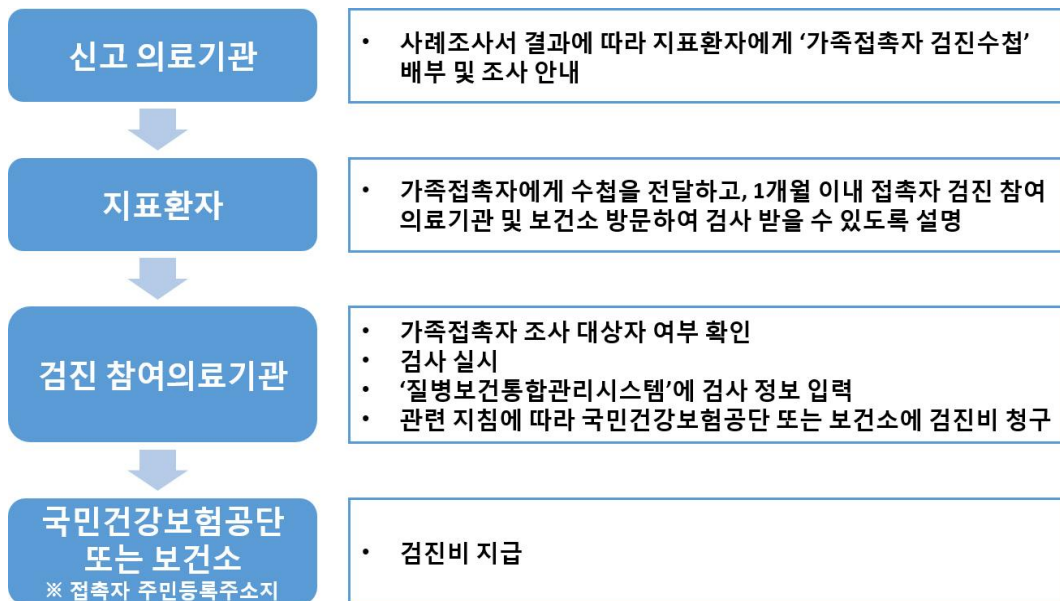 신고 의료기관
• 사례조사서 결과에 따라 지표환자에게 ‘가족접촉자 검진수첩’
배부 및 조사 안내
지표환자
• 가족접촉자에게 수첩을 전달하고, 1개월 이내 접촉자 검진 참여
의료기관 및 보건소 방문하여 검사 받을 수 있도록 설명
검진 참여의료기관
• 가족접촉자 조사 대상자 여부 확인
• 검사 실시
• ‘질병보건통합관리시스템’에 검사 정보 입력
• 관련 지침에 따라 국민건강보험공단 또는 보건소에 검진비 청구
국민건강보험공단
또는 보건소
※ 접촉자 주민등록주소지
• 검진비 지급